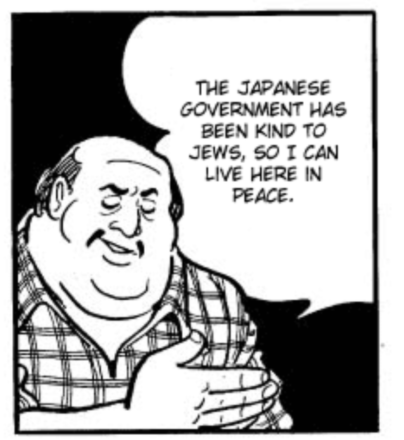 THE JAPANESE
GOVERNMENT HAS
BEEN KIND TO
JEWS, SO I CAN
LIVE HERE IN
PEACE.